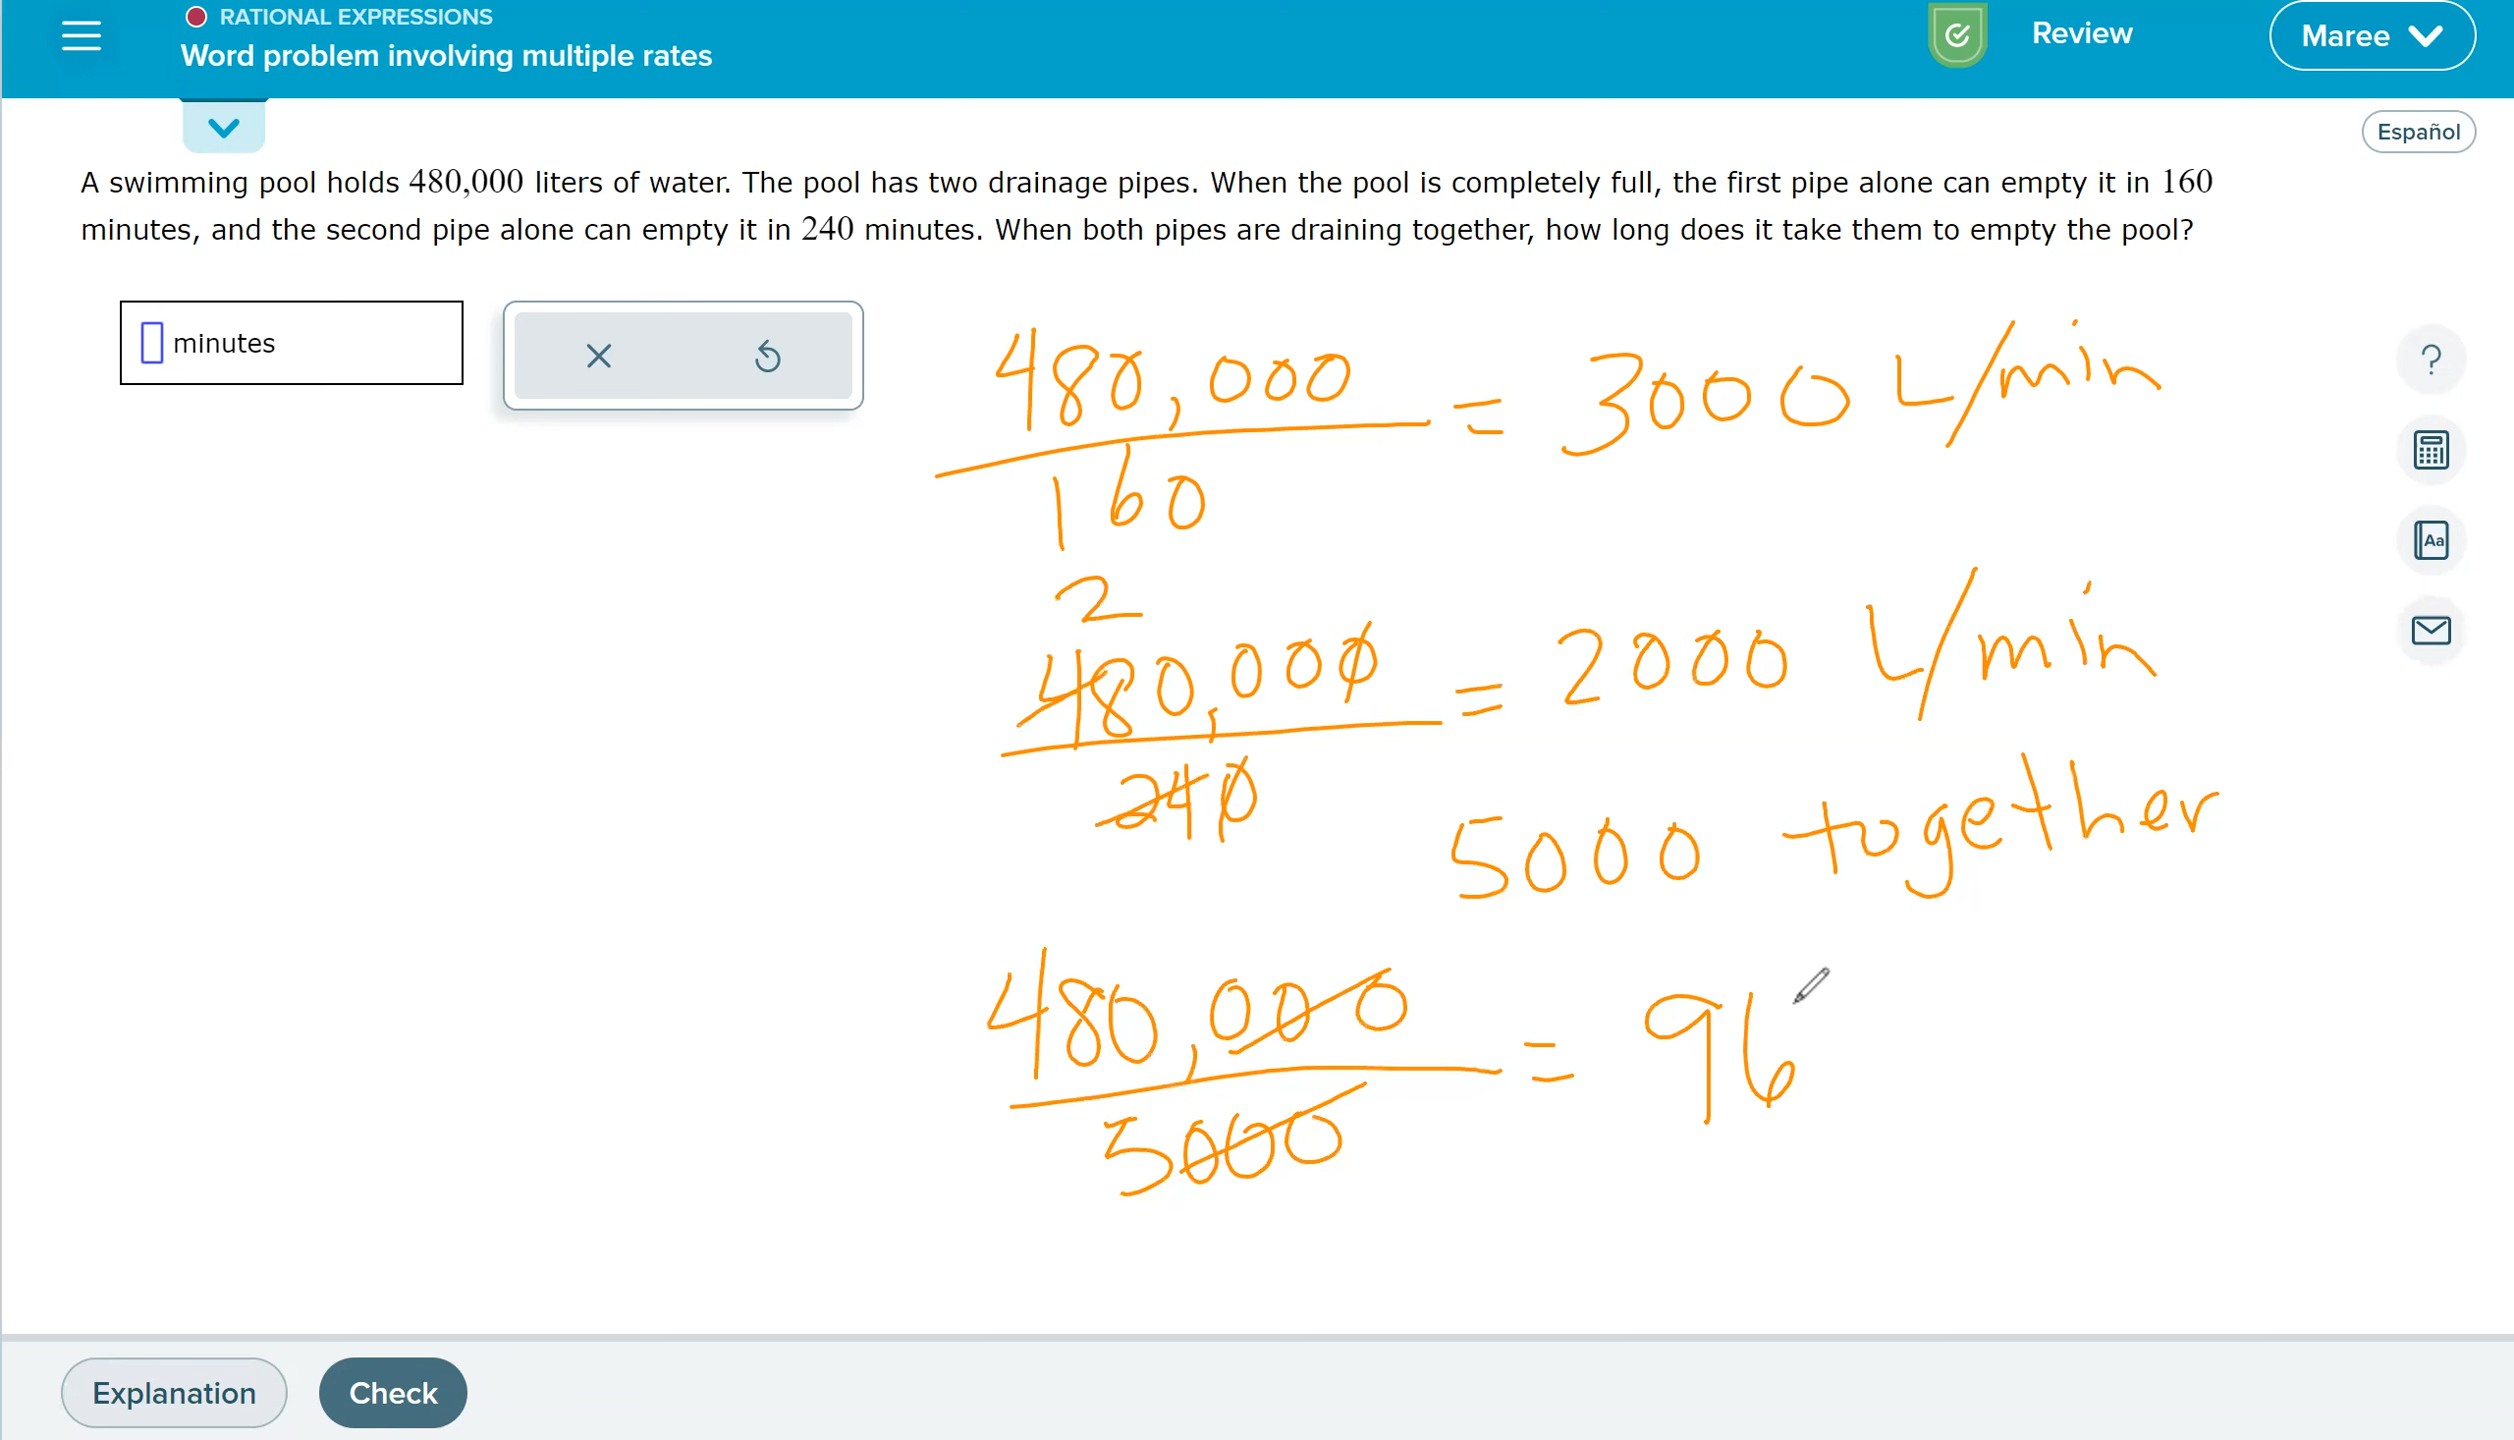 RATIONAL EXPRESSIONS
Word problem involving multiple rates
Review
Maree
Español
A swimming pool holds 480,000 liters of water. The pool has two drainage pipes. When the pool is completely full, the first pipe alone can empty it in 160
minutes, and the second pipe alone can empty it in 240 minutes. When both pipes are draining together, how long does it take them to empty the pool?
minutes
480,000 = 3000 L/min
160
2
480,000 = 2000 L/min
240
5000 together
480,000 = 96
5000
?
Aa
Explanation
Check